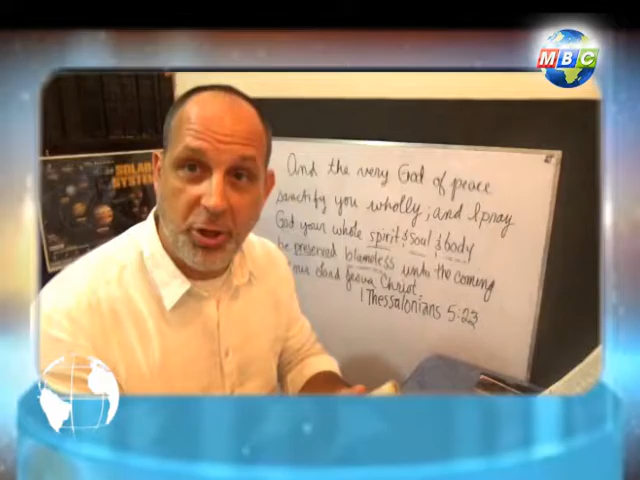 MBC
SOLAR
SYSTEM
And the very God of peace
sanctify you wholly; and I pray
God your whole spirit & soul & body
be preserved blameless unto the coming
our Lord Jesus Christ.
1 Thessalonians 5:23